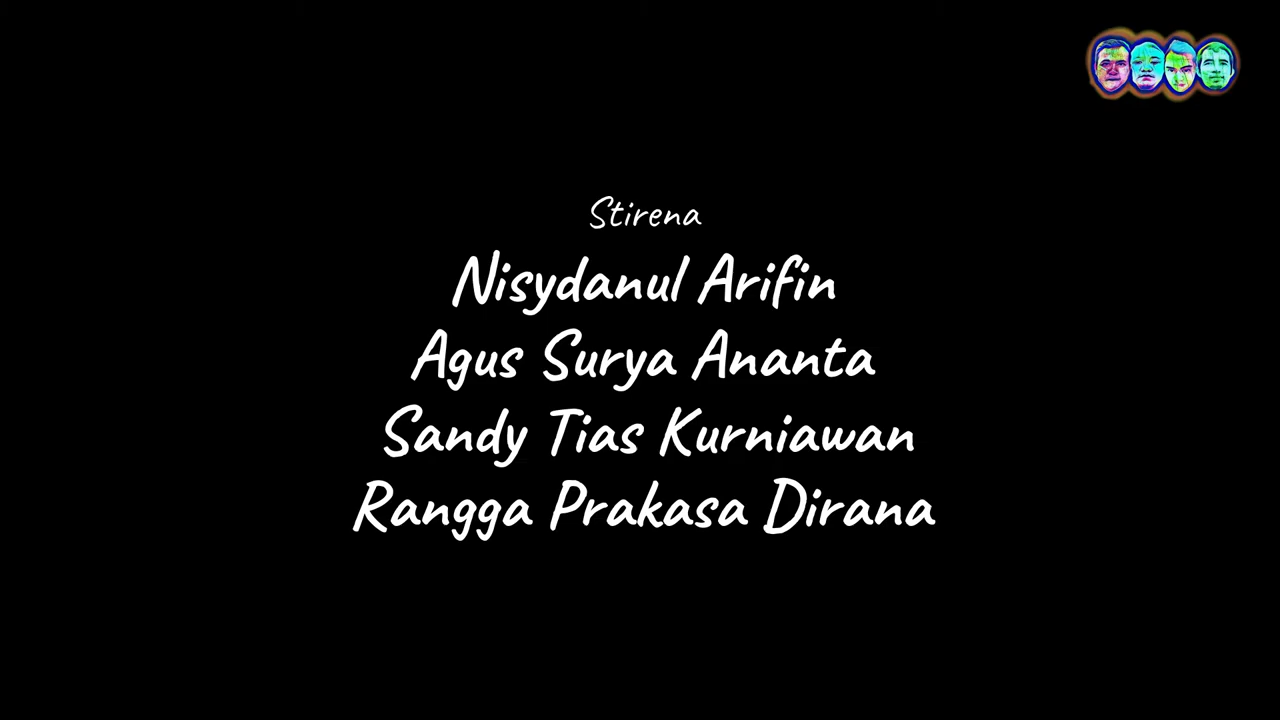 Stirena
Nisydanul Arifin
Agus Surya Ananta
Sandy Tias Kurniawan
Rangga Prakasa Dirana